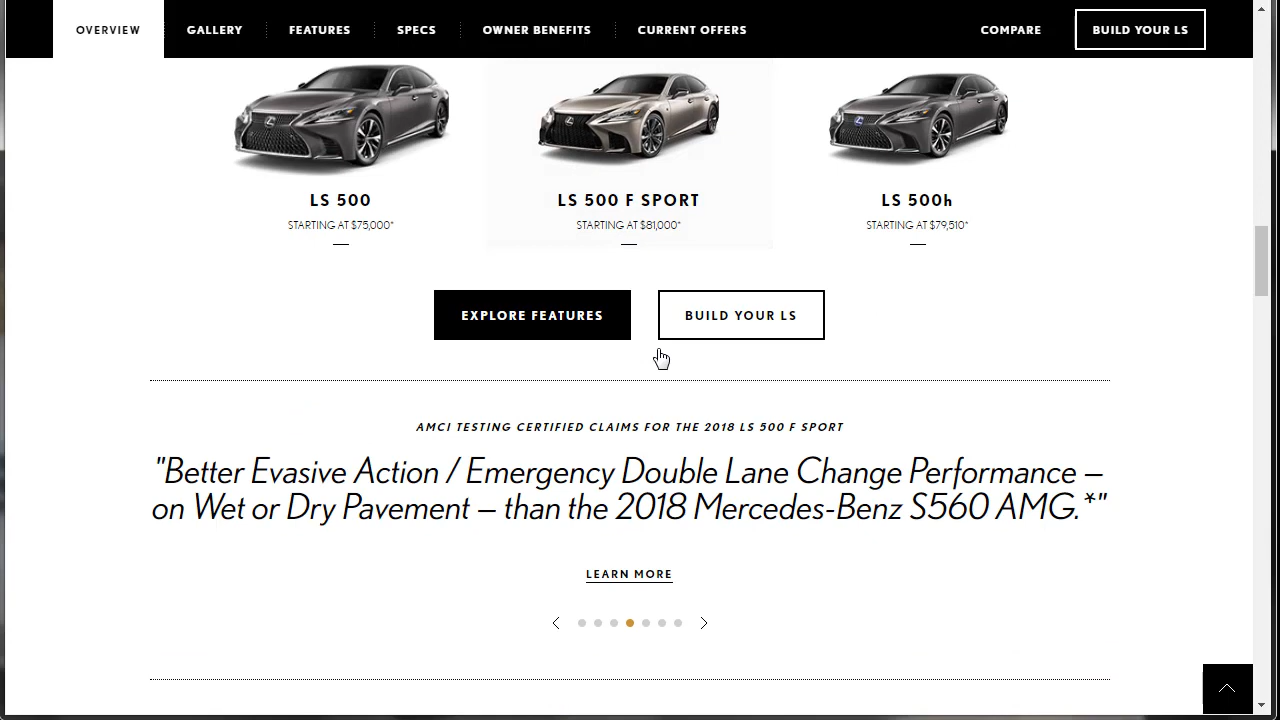 OVERVIEW GALLERY FEATURES SPECS OWNER BENEFITS CURRENT OFFERS COMPARE BUILD YOUR LS
LS 500 LS 500 F SPORT LS 500h
STARTING AT $75,000* STARTING AT $81,000* STARTING AT $79,510*
EXPLORE FEATURES BUILD YOUR LS
AMCI TESTING CERTIFIED CLAIMS FOR THE 2018 LS 500 F SPORT
"Better Evasive Action / Emergency Double Lane Change Performance –
on Wet or Dry Pavement – than the 2018 Mercedes-Benz S560 AMG.*"
LEARN MORE